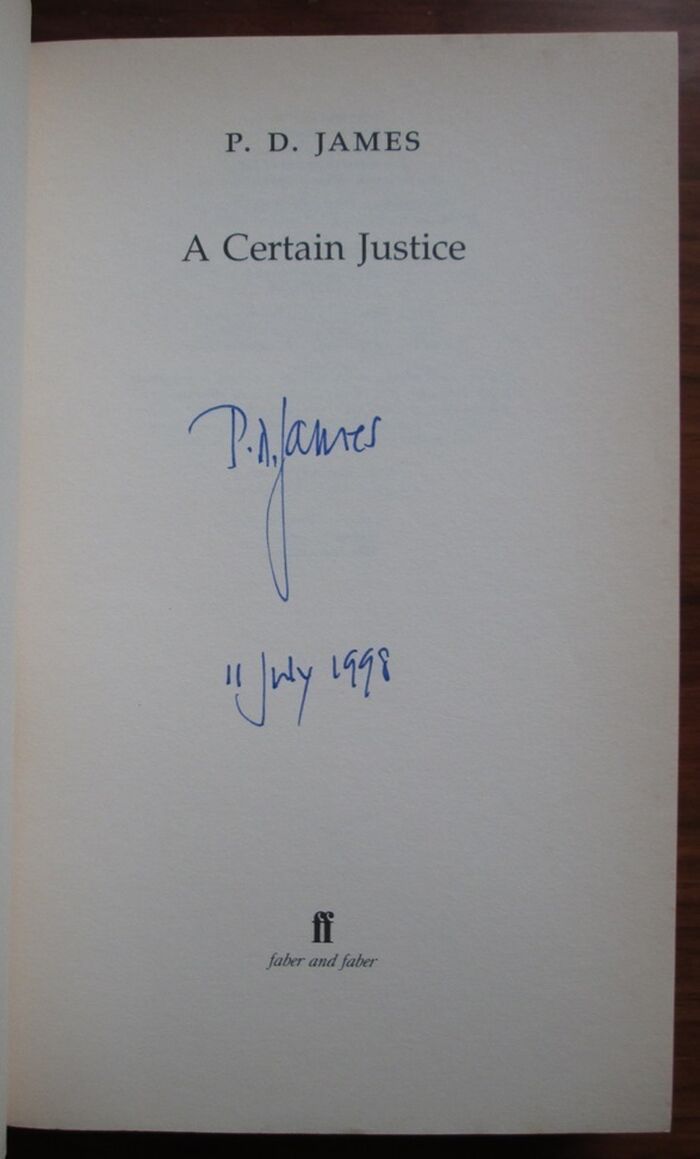 P. D. JAMES
A Certain Justice
P.D. James
11 July 1998
ff
faber and faber